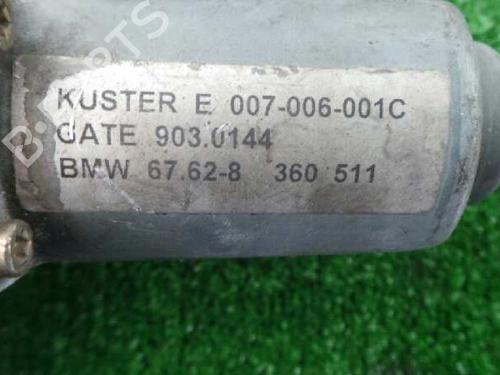 KUSTER E 007-006-001C
GATE 903.0144
BMW 67.62-8 360 511